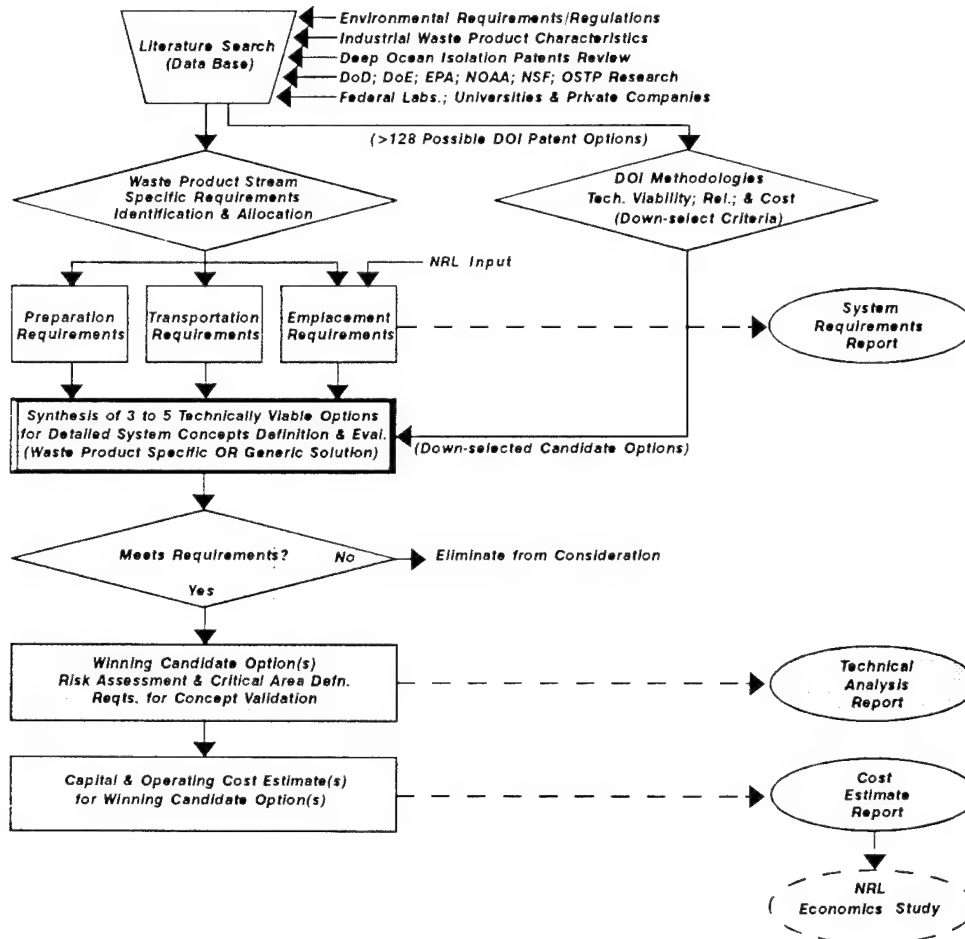 Environmental Requirements/Regulations
Industrial Waste Product Characteristics
Deep Ocean Isolation Patents Review
DoD; DoE; EPA; NOAA; NSF; OSTP Research
Federal Labs.; Universities & Private Companies
Literature Search
(Data Base)
(>128 Possible DOI Patent Options)
Waste Product Stream
Specific Requirements
Identification & Allocation
DOI Methodologies
Tech. Viability; Rel.; & Cost
(Down-select Criteria)
NRL Input
Preparation
Requirements
Transportation
Requirements
Emplacement
Requirements
System
Requirements
Report
Synthesis of 3 to 5 Technically Viable Options
for Detailed System Concepts Definition & Eval.
(Waste Product Specific OR Generic Solution)
(Down-selected Candidate Options)
Meets Requirements?
No
Eliminate from Consideration
Yes
Winning Candidate Option(s)
Risk Assessment & Critical Area Defn.
Reqts. for Concept Validation
Technical
Analysis
Report
Capital & Operating Cost Estimate(s)
for Winning Candidate Option(s)
Cost
Estimate
Report
NRL
Economics Study